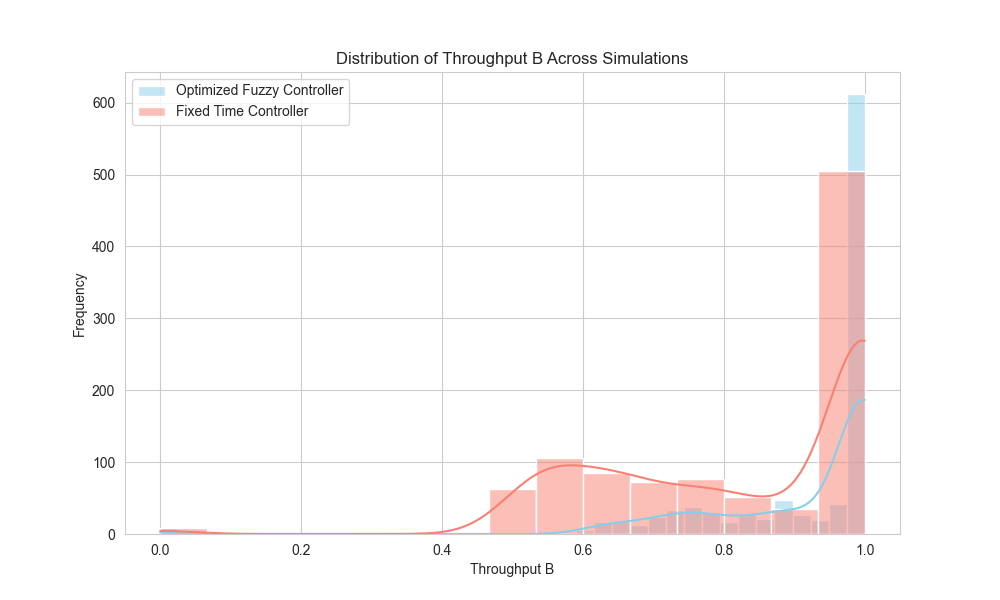 Distribution of Throughput B Across Simulations
Optimized Fuzzy Controller
Fixed Time Controller
600
500
400
300
200
100
0
Frequency
0.0 0.2 0.4 0.6 0.8 1.0
Throughput B